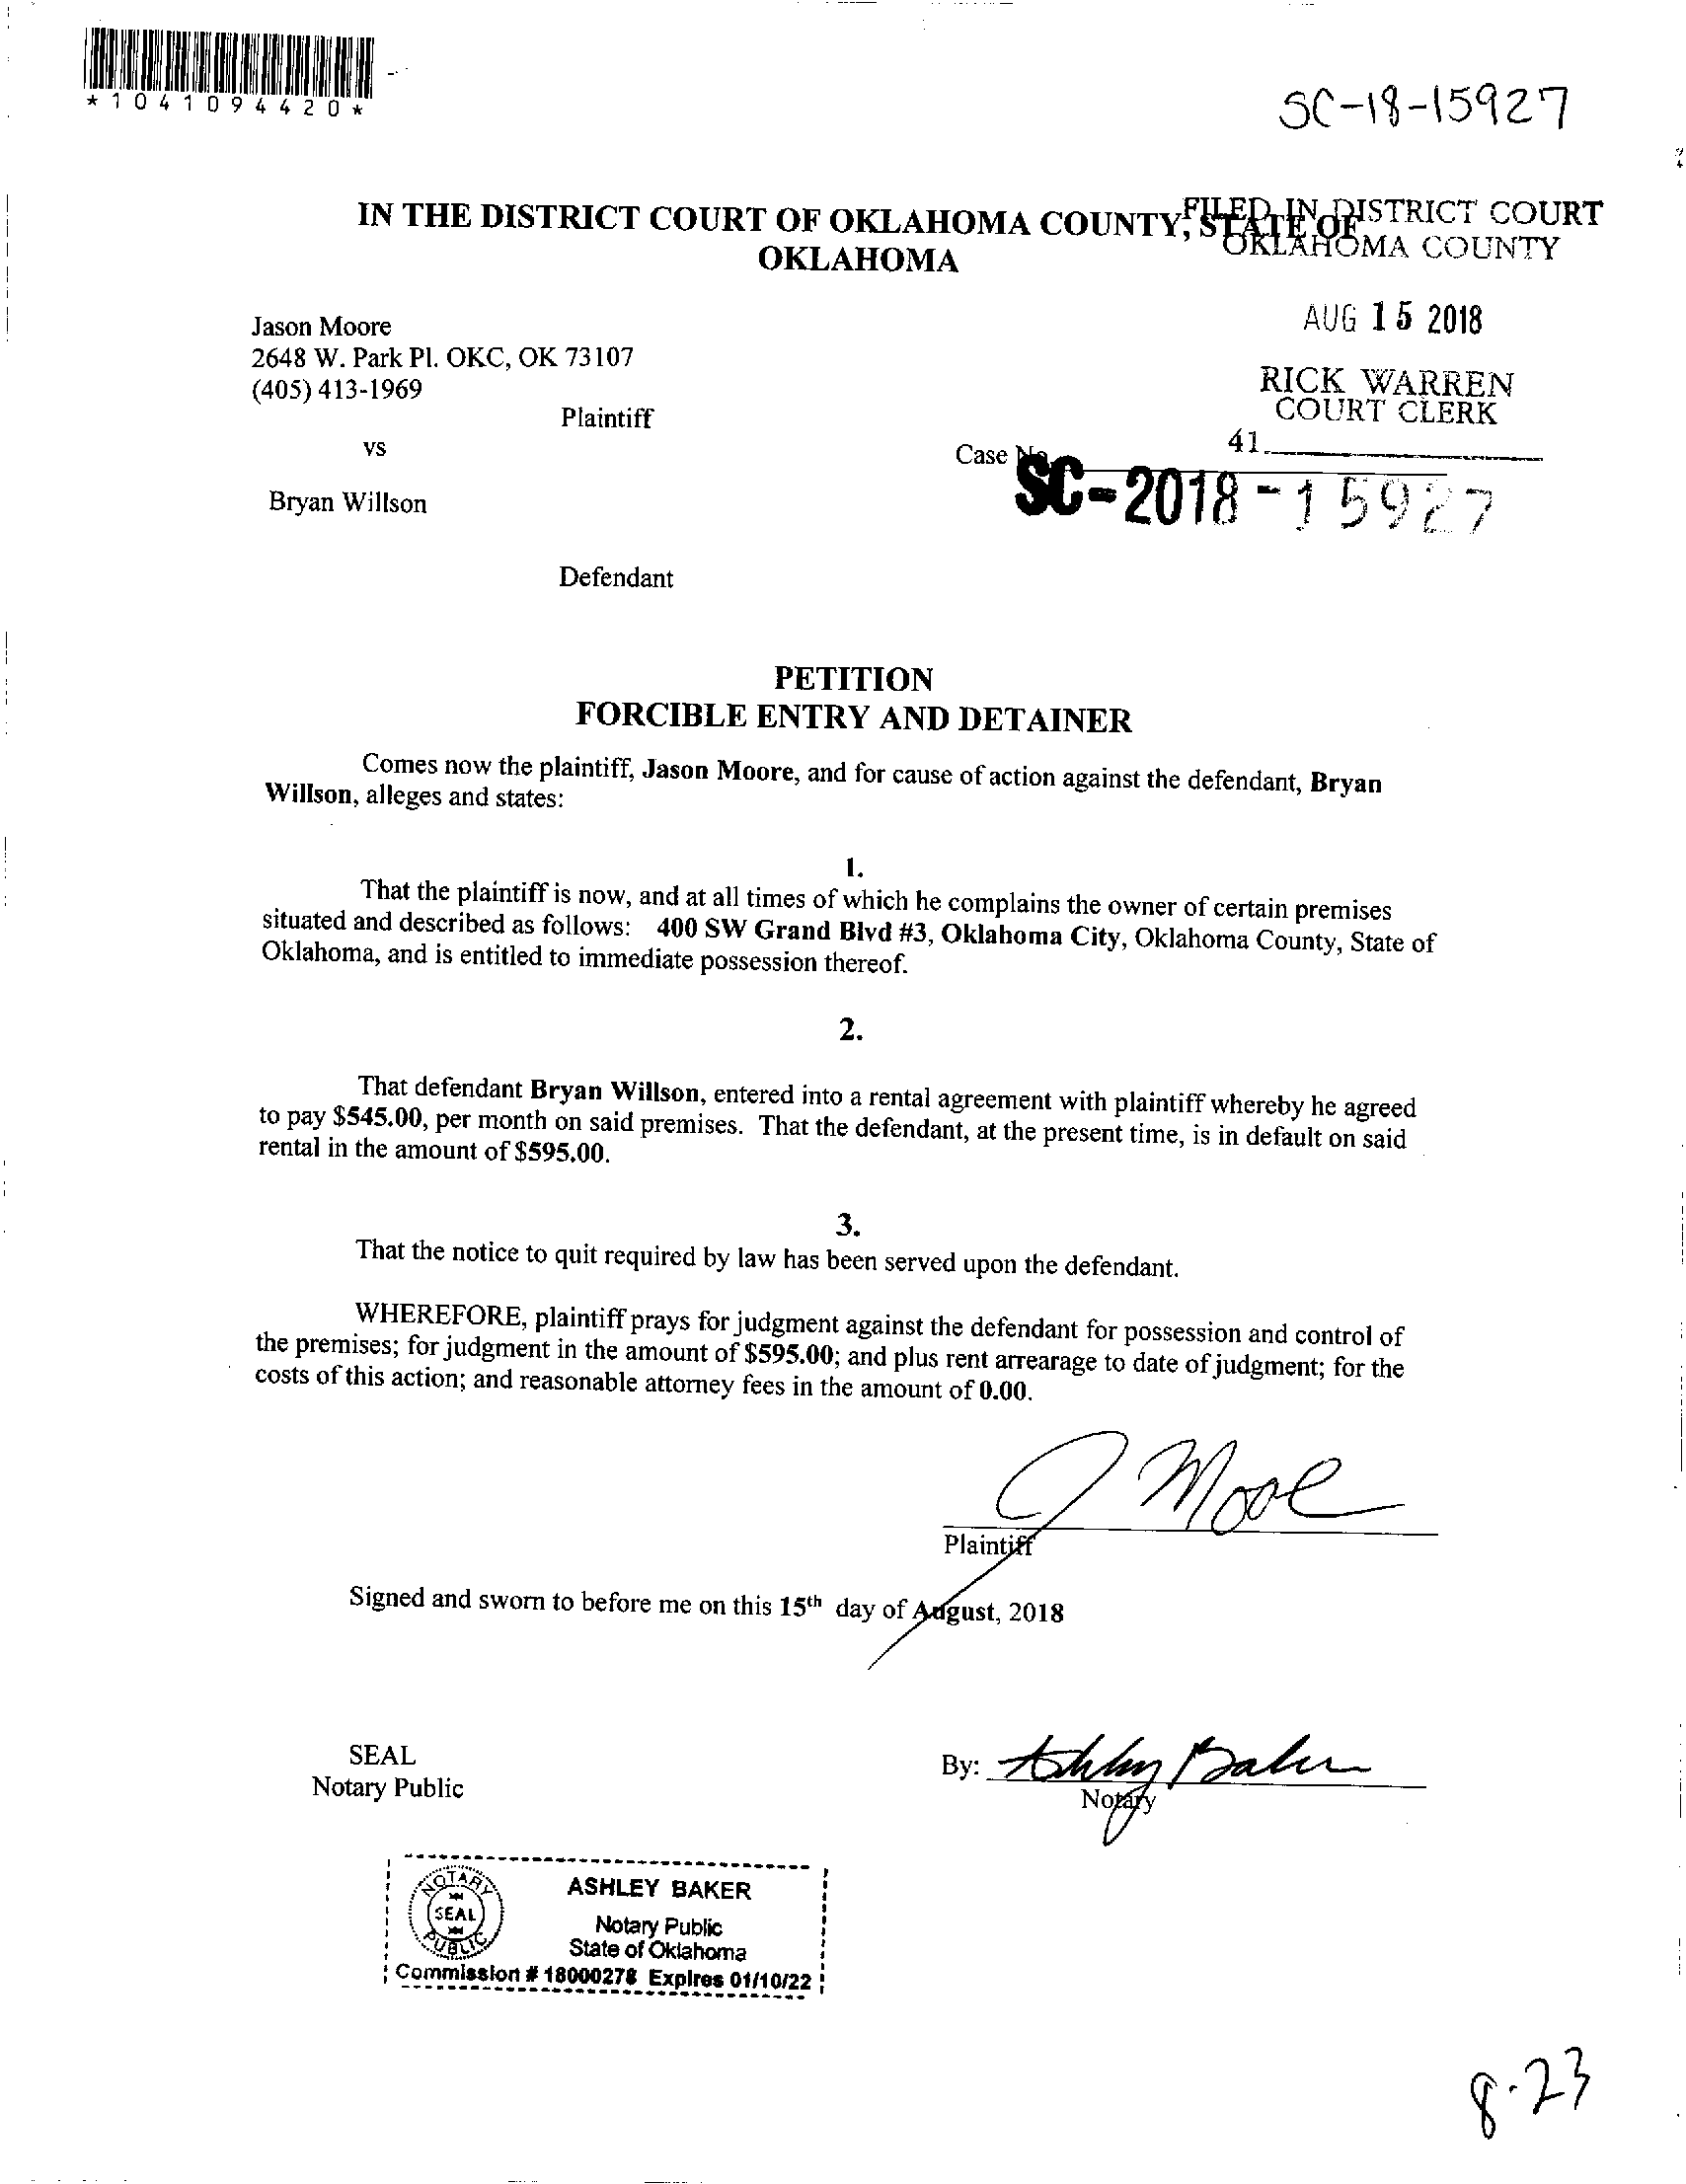 *1041094420*
SC-18-15927
IN THE DISTRICT COURT OF OKLAHOMA COUNTY, STATE OF
OKLAHOMA
FILED IN DISTRICT COURT
OKLAHOMA COUNTY
AUG 15 2018
RICK WARREN
COURT CLERK
41
Jason Moore
2648 W. Park Pl. OKC, OK 73107
(405) 413-1969
Plaintiff
vs
Case No.
SC-2018-15927
Bryan Willson
Defendant
PETITION
FORCIBLE ENTRY AND DETAINER
Comes now the plaintiff, Jason Moore, and for cause of action against the defendant, Bryan
Willson, alleges and states:
1.
That the plaintiff is now, and at all times of which he complains the owner of certain premises
situated and described as follows: 400 SW Grand Blvd #3, Oklahoma City, Oklahoma County, State of
Oklahoma, and is entitled to immediate possession thereof.
2.
That defendant Bryan Willson, entered into a rental agreement with plaintiff whereby he agreed
to pay $545.00, per month on said premises. That the defendant, at the present time, is in default on said
rental in the amount of $595.00.
3.
That the notice to quit required by law has been served upon the defendant.
WHEREFORE, plaintiff prays for judgment against the defendant for possession and control of
the premises; for judgment in the amount of $595.00; and plus rent arrearage to date of judgment; for the
costs of this action; and reasonable attorney fees in the amount of 0.00.
J Moore
Plaintiff
Signed and sworn to before me on this 15th day of August, 2018
SEAL
Notary Public
By: Ashley Baker
Notary
NOTARY
SEAL
PUBLIC
ASHLEY BAKER
Notary Public
State of Oklahoma
Commission # 18000278 Expires 01/10/22
8-23